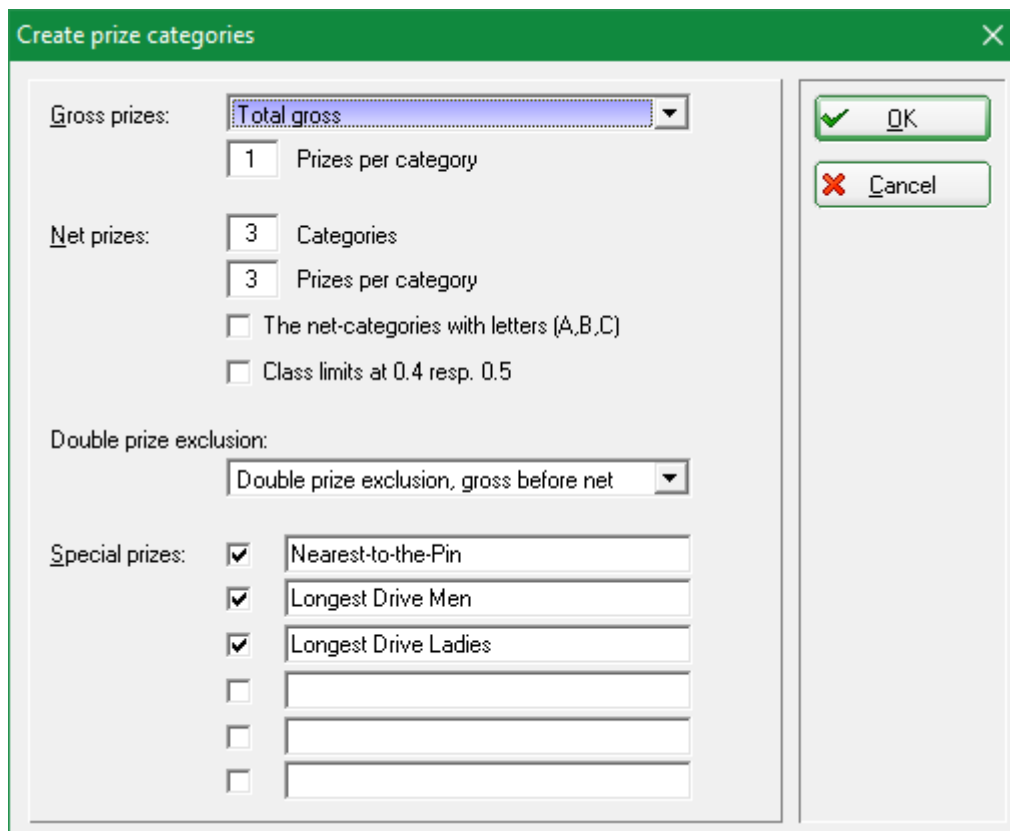 Create prize categories
Gross prizes: Total gross
1 Prizes per category
Net prizes: 3 Categories
3 Prizes per category
The net-categories with letters (A,B,C)
Class limits at 0.4 resp. 0.5
Double prize exclusion:
Double prize exclusion, gross before net
Special prizes: Nearest-to-the-Pin
Longest Drive Men
Longest Drive Ladies
OK
Cancel